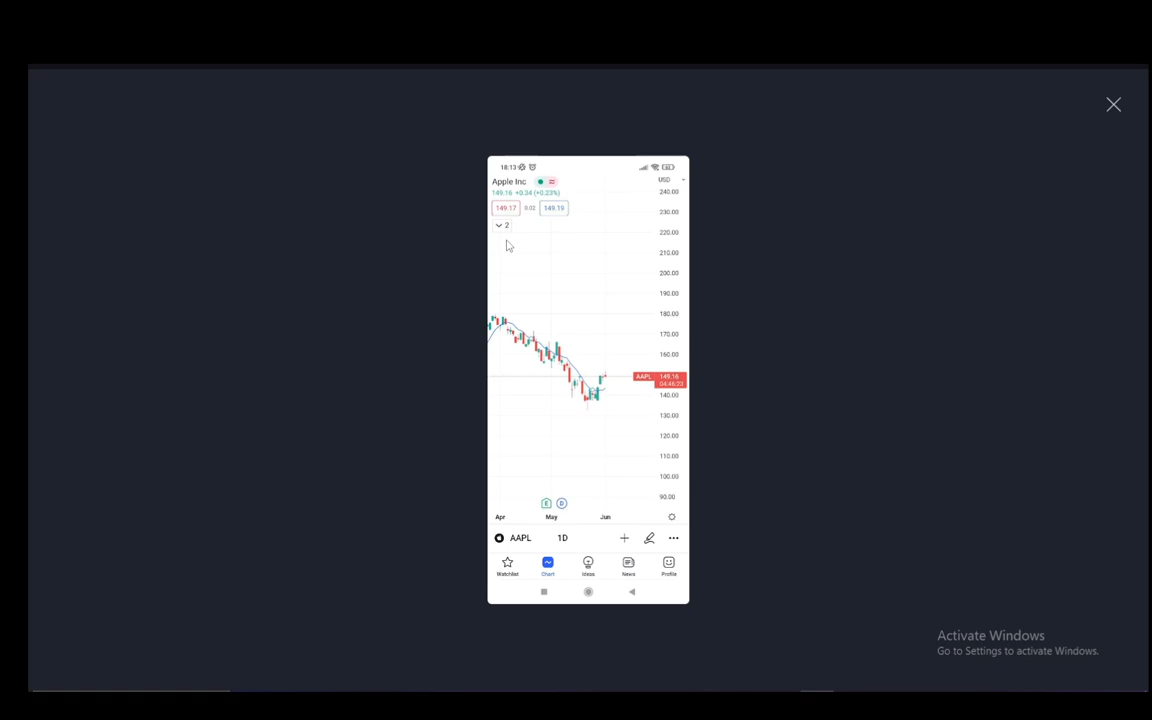 18:13
Apple Inc
USD
149.16 +0.34 (+0.23%)
240.00
149.17 0.02 149.19
230.00
2
220.00
210.00
200.00
190.00
180.00
170.00
160.00
AAPL 149.16
04:46:23
140.00
130.00
120.00
110.00
100.00
90.00
E D
Apr May Jun
AAPL 1D
Watchlist Chart Ideas News Profile
Activate Windows
Go to Settings to activate Windows.